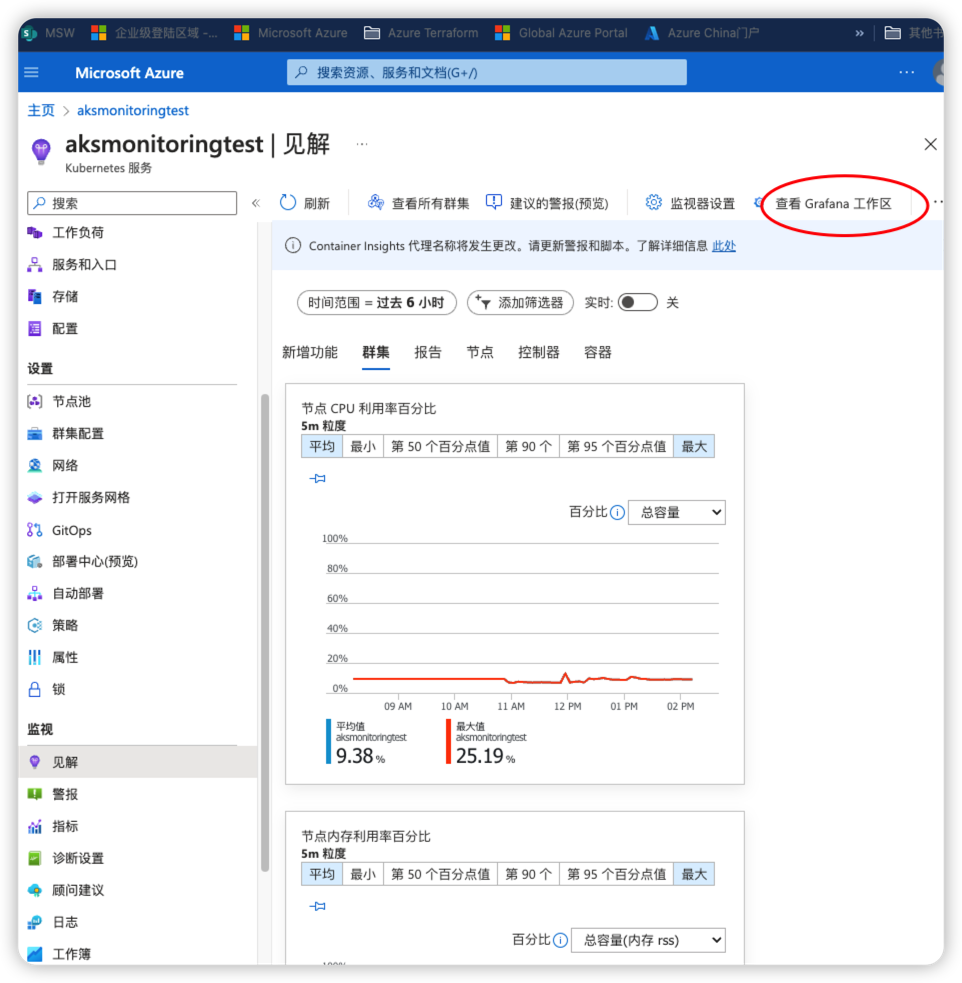 MSW 企业级登陆区域 -... Microsoft Azure Azure Terraform Global Azure Portal Azure China门户 » 其他书
Microsoft Azure 搜索资源、服务和文档(G+/) ...
主页 > aksmonitoringtest
aksmonitoringtest | 见解 ...
Kubernetes 服务
搜索 « 刷新 查看所有群集 建议的警报(预览) 监视器设置 查看 Grafana 工作区 ...
工作负荷
服务和入口
存储
配置
设置
节点池
群集配置
网络
打开服务网格
GitOps
部署中心(预览)
自动部署
策略
属性
锁
监视
见解
警报
指标
诊断设置
顾问建议
日志
工作簿
Container Insights 代理名称将发生更改。请更新警报和脚本。了解详细信息 此处
时间范围 = 过去 6 小时 添加筛选器 实时: 关
新增功能 群集 报告 节点 控制器 容器
节点 CPU 利用率百分比
5m 粒度
平均 最小 第 50 个百分点值 第 90 个 第 95 个百分点值 最大
百分比 总容量
100%
80%
60%
40%
20%
0%
09 AM 10 AM 11 AM 12 PM 01 PM 02 PM
平均值
aksmonitoringtest
9.38 %
最大值
aksmonitoringtest
25.19 %
节点内存利用率百分比
5m 粒度
平均 最小 第 50 个百分点值 第 90 个 第 95 个百分点值 最大
百分比 总容量(内存 rss)
100%